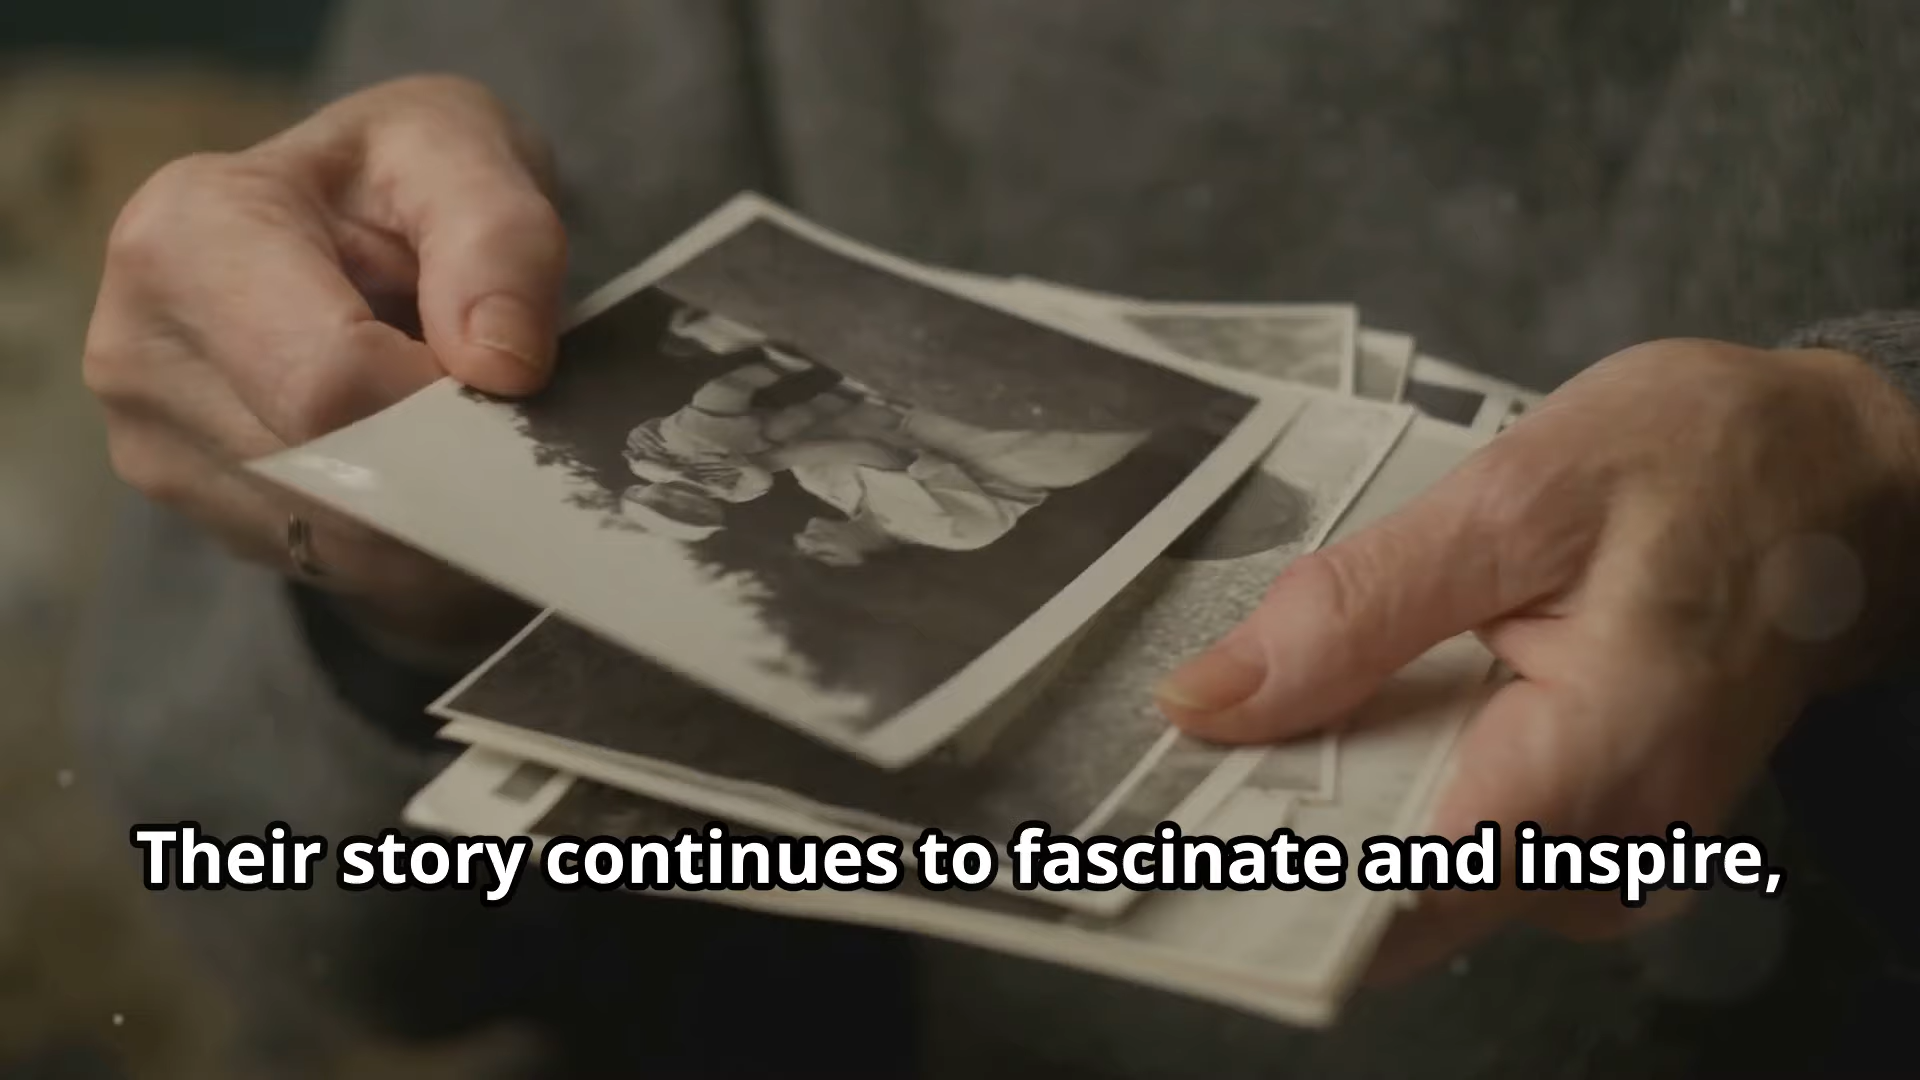 Their story continues to fascinate and inspire,